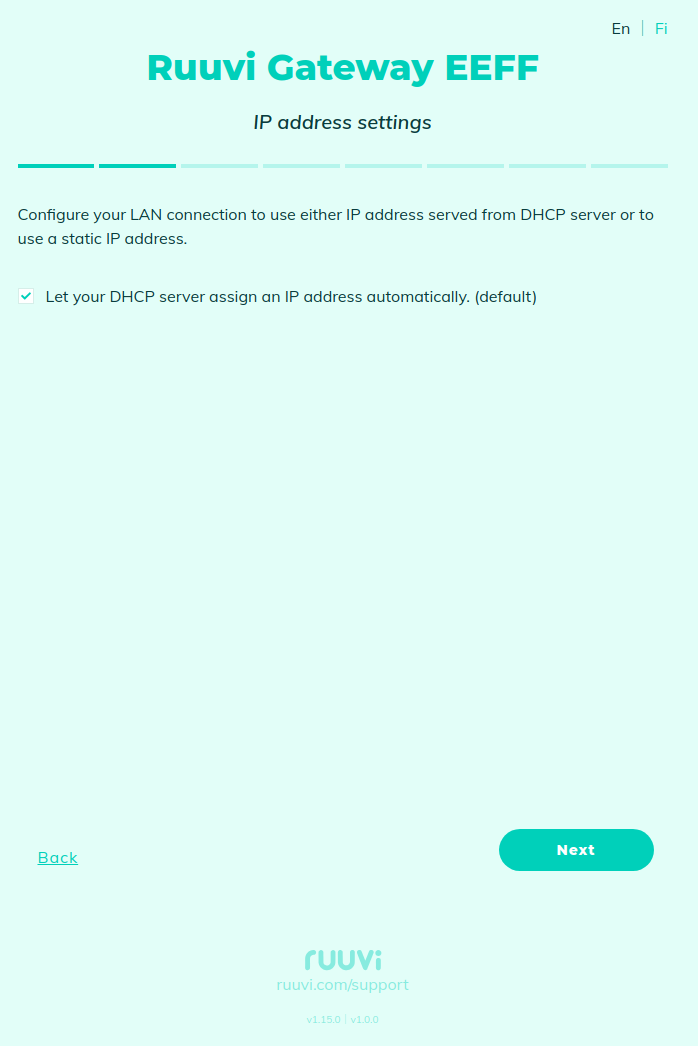 En | Fi
Ruuvi Gateway EEFF
IP address settings
Configure your LAN connection to use either IP address served from DHCP server or to
use a static IP address.
Let your DHCP server assign an IP address automatically. (default)
Back
Next
ruuvi
ruuvi.com/support
v1.15.0 | v1.0.0